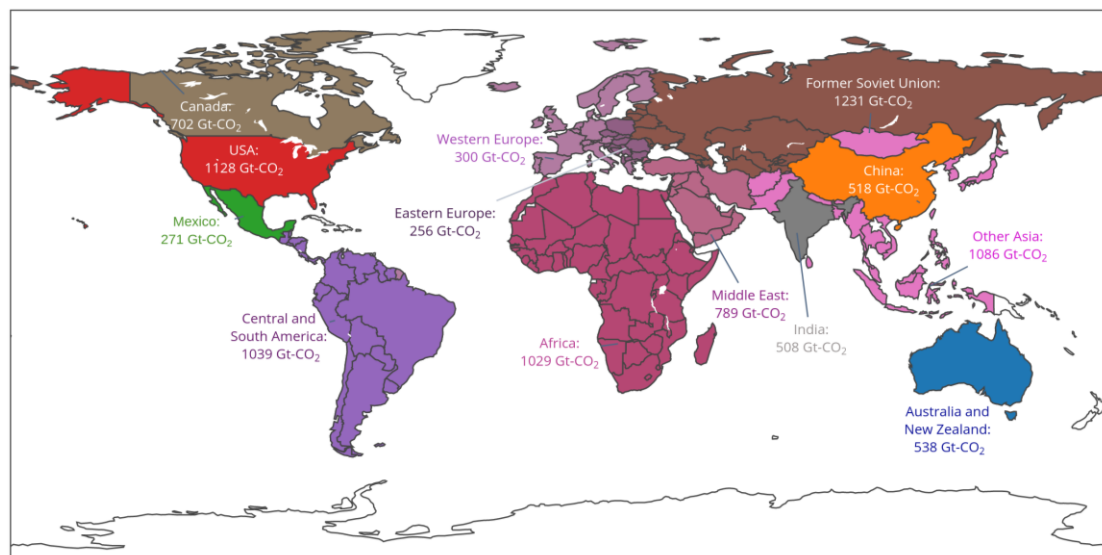 Canada:
702 Gt-CO₂
USA:
1128 Gt-CO₂
Mexico:
271 Gt-CO₂
Central and
South America:
1039 Gt-CO₂
Western Europe:
300 Gt-CO₂
Eastern Europe:
256 Gt-CO₂
Africa:
1029 Gt-CO₂
Former Soviet Union:
1231 Gt-CO₂
China:
518 Gt-CO₂
Other Asia:
1086 Gt-CO₂
Middle East:
789 Gt-CO₂
India:
508 Gt-CO₂
Australia and
New Zealand:
538 Gt-CO₂